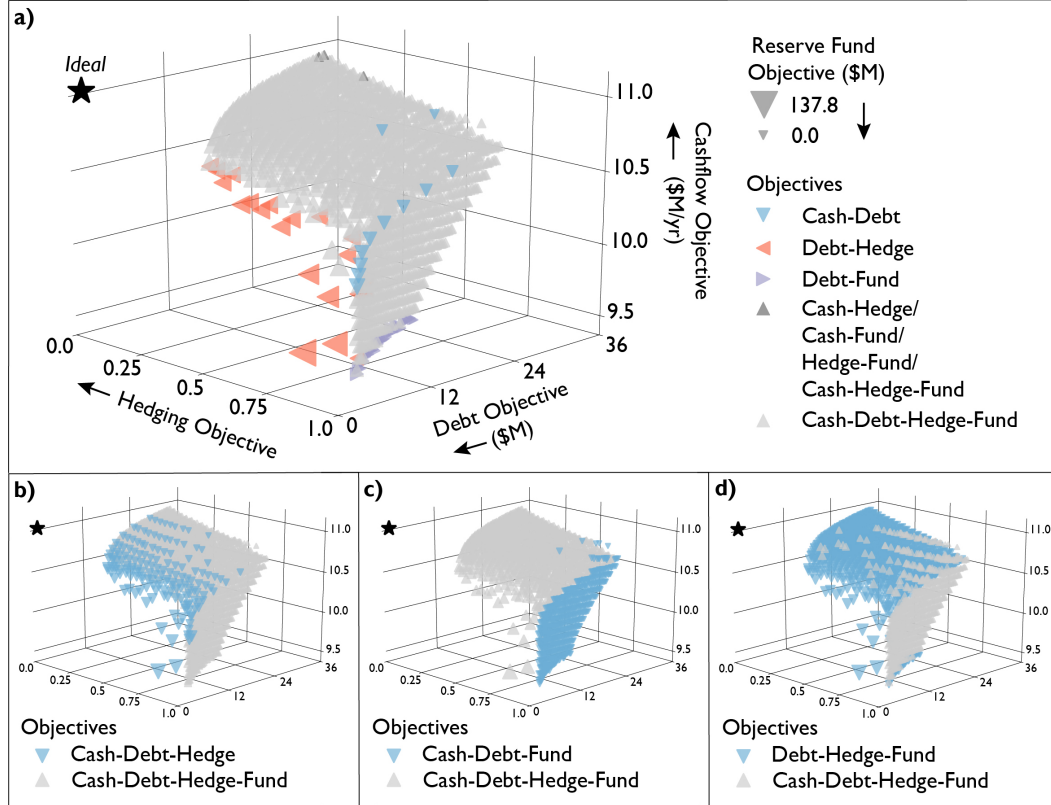 a)
Ideal
11.0
10.5
10.0
9.5
36
24
12
0
0.0
0.25
0.5
0.75
1.0
Hedging Objective
Debt Objective
($M)
Cashflow Objective
($M/yr)
Reserve Fund
Objective ($M)
137.8
0.0
Objectives
Cash-Debt
Debt-Hedge
Debt-Fund
Cash-Hedge/
Cash-Fund/
Hedge-Fund/
Cash-Hedge-Fund
Cash-Debt-Hedge-Fund
b)
11.0
10.5
10.0
9.5
36
24
12
0
0.0
0.25
0.5
0.75
1.0
Objectives
Cash-Debt-Hedge
Cash-Debt-Hedge-Fund
c)
11.0
10.5
10.0
9.5
36
24
12
0
0.0
0.25
0.5
0.75
1.0
Objectives
Cash-Debt-Fund
Cash-Debt-Hedge-Fund
d)
11.0
10.5
10.0
9.5
36
24
12
0
0.0
0.25
0.5
0.75
1.0
Objectives
Debt-Hedge-Fund
Cash-Debt-Hedge-Fund